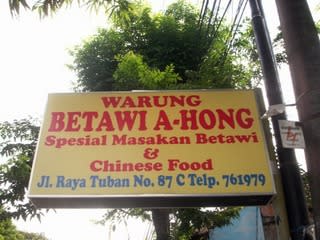 WARUNG
BETAWI A-HONG
Spesial Masakan Betawi
&
Chinese Food
Jl. Raya Tuban No. 87 C Telp. 761979